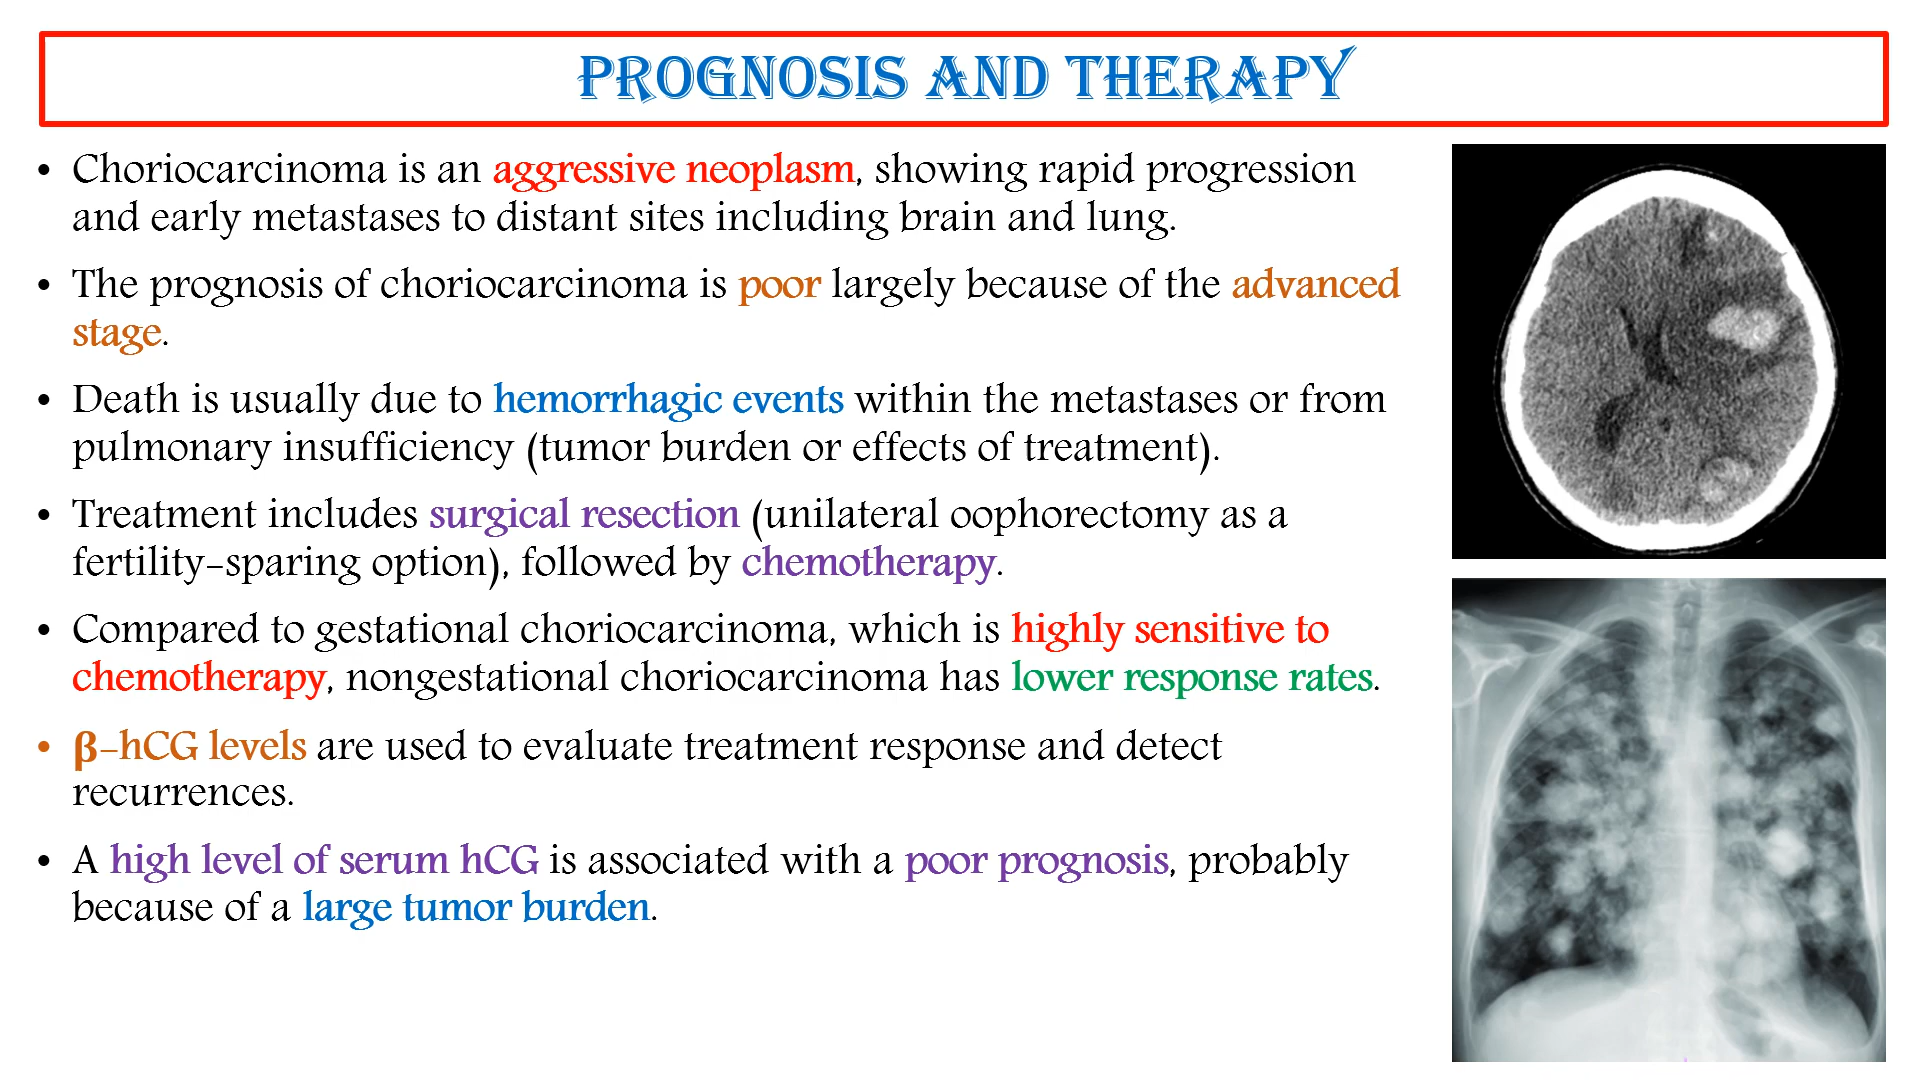 PROGNOSIS AND THERAPY
• Choriocarcinoma is an aggressive neoplasm, showing rapid progression
and early metastases to distant sites including brain and lung.
• The prognosis of choriocarcinoma is poor largely because of the advanced
stage.
• Death is usually due to hemorrhagic events within the metastases or from
pulmonary insufficiency (tumor burden or effects of treatment).
• Treatment includes surgical resection (unilateral oophorectomy as a
fertility-sparing option), followed by chemotherapy.
• Compared to gestational choriocarcinoma, which is highly sensitive to
chemotherapy, nongestational choriocarcinoma has lower response rates.
• β-hCG levels are used to evaluate treatment response and detect
recurrences.
• A high level of serum hCG is associated with a poor prognosis, probably
because of a large tumor burden.